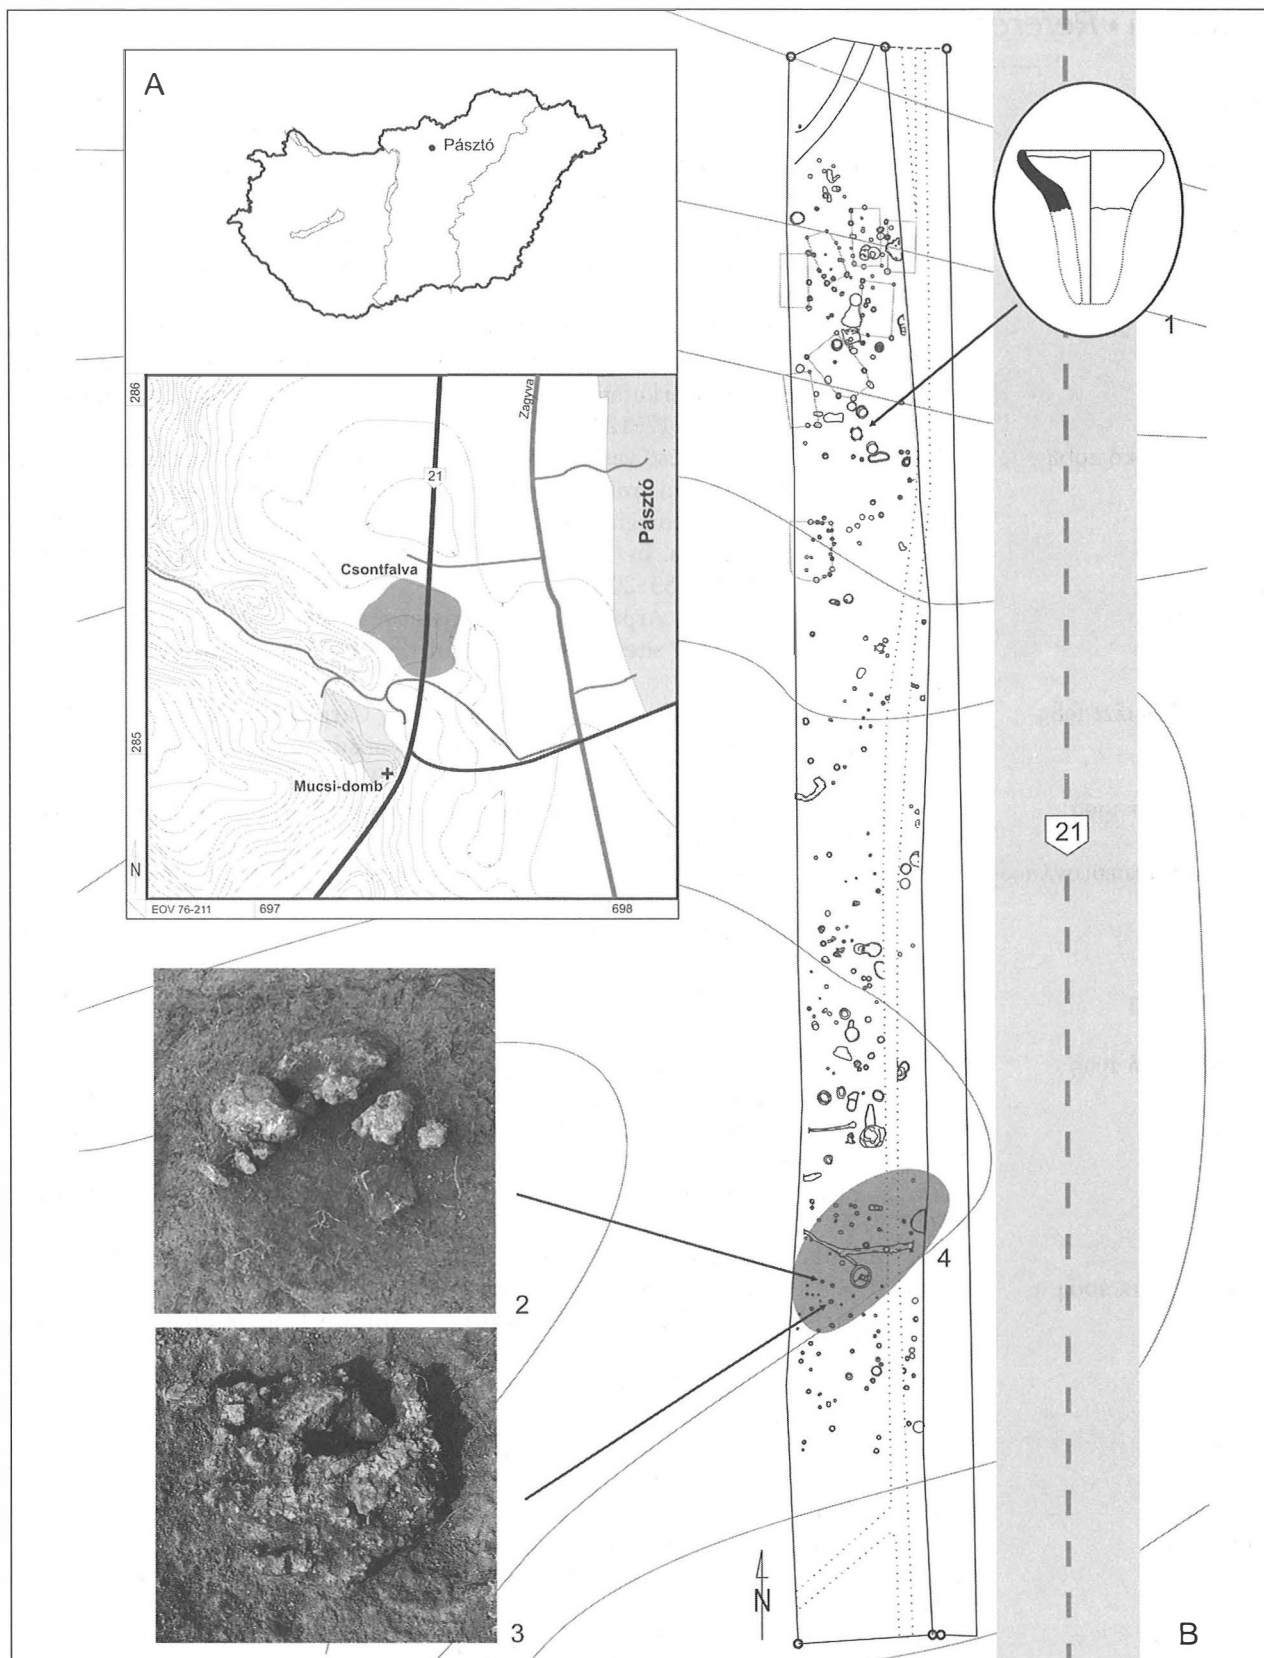 A
Pásztó
286
21
Zagyva
Pásztó
Csontfalva
285
Mucsi-domb
N
EOV 76-211
697
698
1
21
2
4
3
N
B